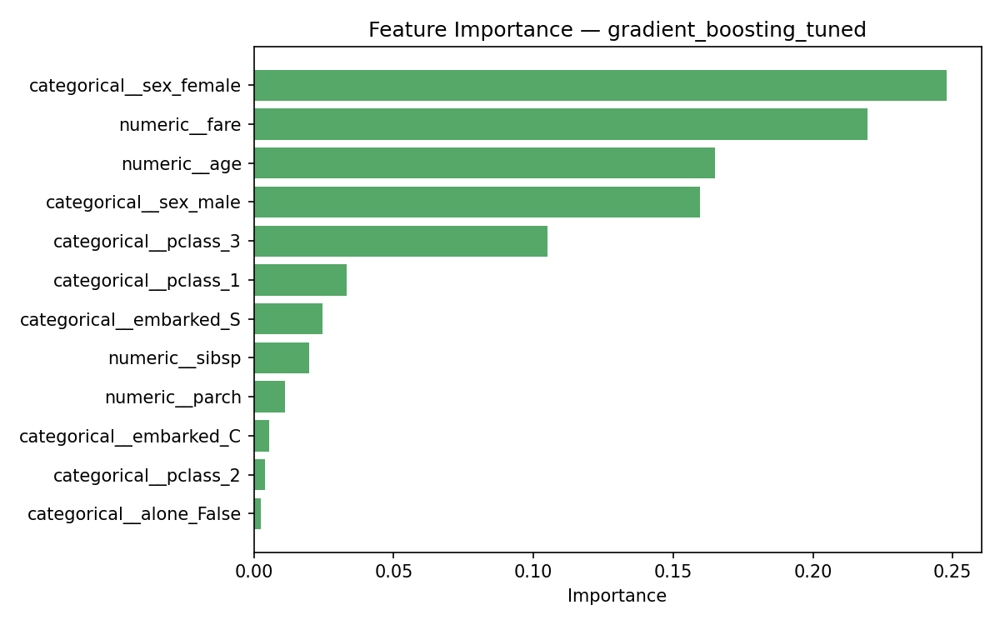 Feature Importance — gradient_boosting_tuned
categorical__sex_female
numeric__fare
numeric__age
categorical__sex_male
categorical__pclass_3
categorical__pclass_1
categorical__embarked_S
numeric__sibsp
numeric__parch
categorical__embarked_C
categorical__pclass_2
categorical__alone_False
0.00 0.05 0.10 0.15 0.20 0.25
Importance